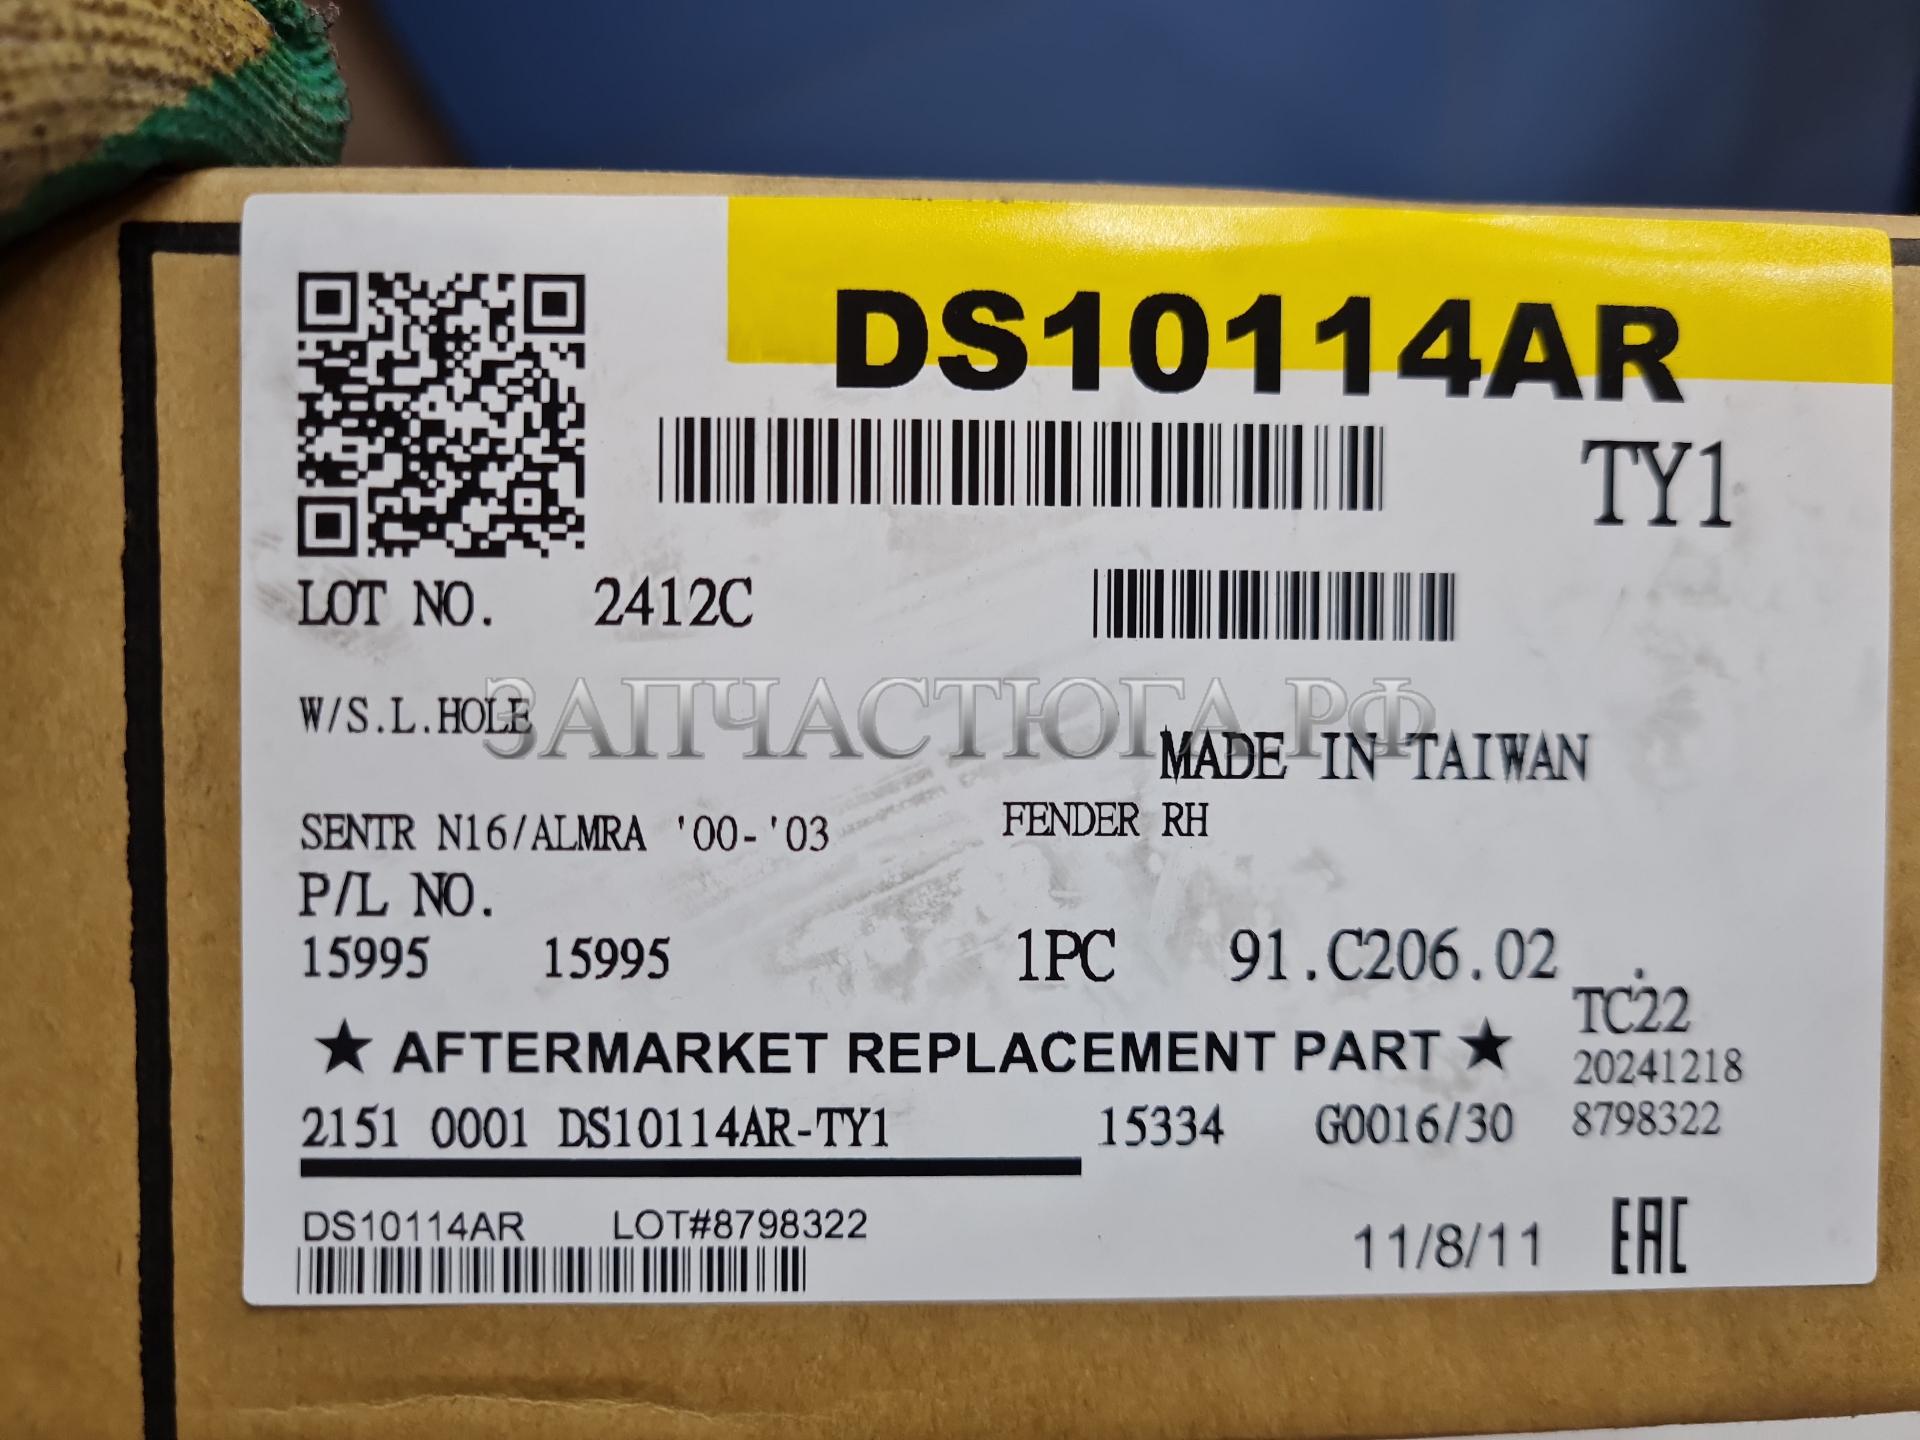 DS10114AR
TY1
LOT NO. 2412C
W/S.L.HOLE
ЗАПЧАСТЮГА.РФ
MADE IN TAIWAN
SENTR N16/ALMRA '00-'03 FENDER RH
P/L NO.
15995 15995 1PC 91.C206.02 .
TC22
★ AFTERMARKET REPLACEMENT PART ★
20241218
2151 0001 DS10114AR-TY1 15334 G0016/30 8798322
DS10114AR LOT#8798322 11/8/11 EAC